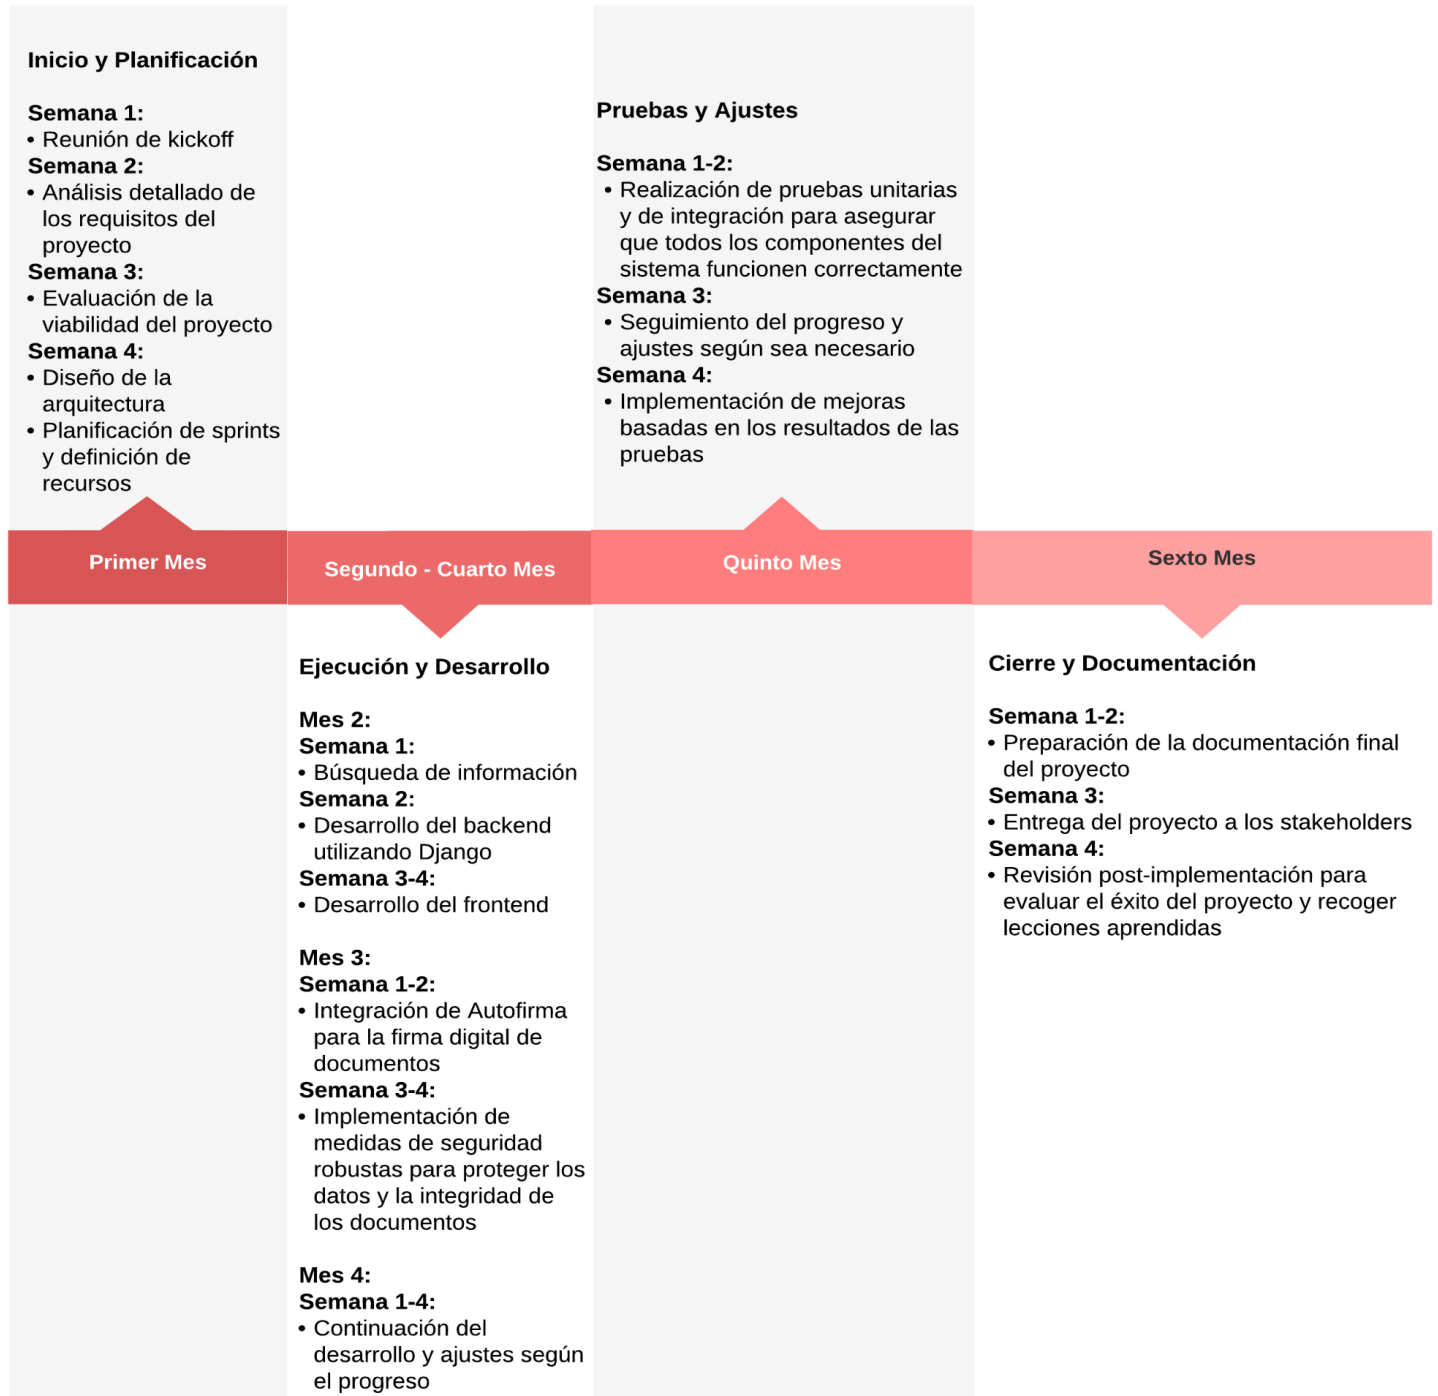 Inicio y Planificación
Semana 1:
• Reunión de kickoff
Semana 2:
• Análisis detallado de
los requisitos del
proyecto
Semana 3:
• Evaluación de la
viabilidad del proyecto
Semana 4:
• Diseño de la
arquitectura
• Planificación de sprints
y definición de
recursos
Primer Mes
Segundo - Cuarto Mes
Ejecución y Desarrollo
Mes 2:
Semana 1:
• Búsqueda de información
Semana 2:
• Desarrollo del backend
utilizando Django
Semana 3-4:
• Desarrollo del frontend
Mes 3:
Semana 1-2:
• Integración de Autofirma
para la firma digital de
documentos
Semana 3-4:
• Implementación de
medidas de seguridad
robustas para proteger los
datos y la integridad de
los documentos
Mes 4:
Semana 1-4:
• Continuación del
desarrollo y ajustes según
el progreso
Pruebas y Ajustes
Semana 1-2:
• Realización de pruebas unitarias
y de integración para asegurar
que todos los componentes del
sistema funcionen correctamente
Semana 3:
• Seguimiento del progreso y
ajustes según sea necesario
Semana 4:
• Implementación de mejoras
basadas en los resultados de las
pruebas
Quinto Mes
Sexto Mes
Cierre y Documentación
Semana 1-2:
• Preparación de la documentación final
del proyecto
Semana 3:
• Entrega del proyecto a los stakeholders
Semana 4:
• Revisión post-implementación para
evaluar el éxito del proyecto y recoger
lecciones aprendidas